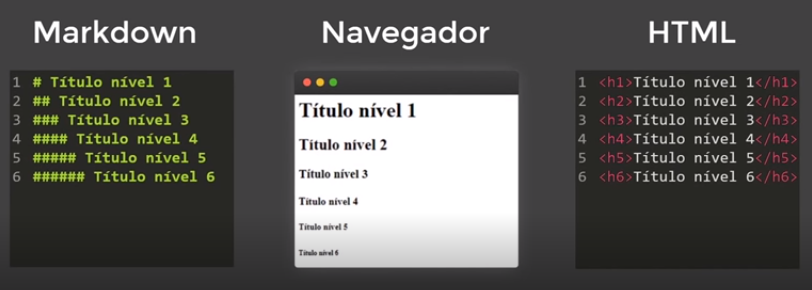 Markdown
1 # Título nível 1
2 ## Título nível 2
3 ### Título nível 3
4 #### Título nível 4
5 ##### Título nível 5
6 ###### Título nível 6
Navegador
Título nível 1
Título nível 2
Título nível 3
Título nível 4
Título nível 5
Título nível 6
HTML
1 <h1>Título nível 1</h1>
2 <h2>Título nível 2</h2>
3 <h3>Título nível 3</h3>
4 <h4>Título nível 4</h4>
5 <h5>Título nível 5</h5>
6 <h6>Título nível 6</h6>